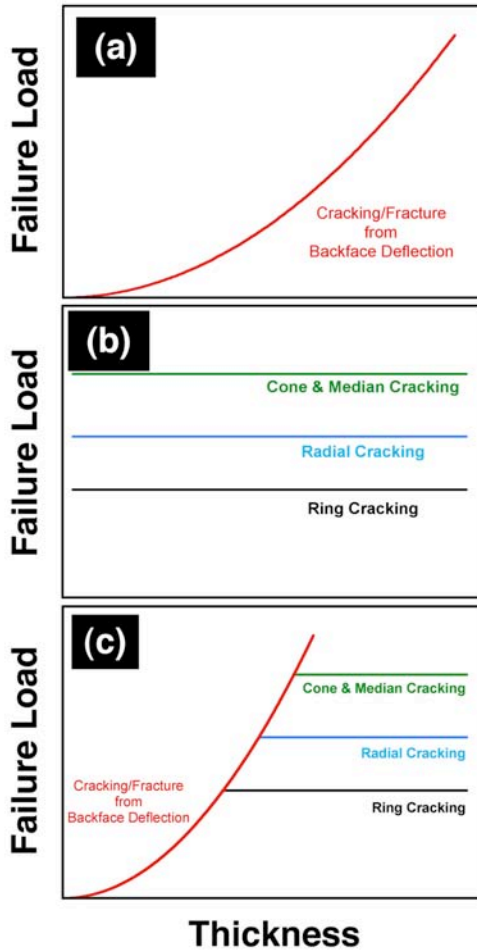 (a)
Failure Load
Cracking/Fracture
from
Backface Deflection
(b)
Failure Load
Cone & Median Cracking
Radial Cracking
Ring Cracking
(c)
Failure Load
Cone & Median Cracking
Radial Cracking
Cracking/Fracture
from
Backface Deflection
Ring Cracking
Thickness